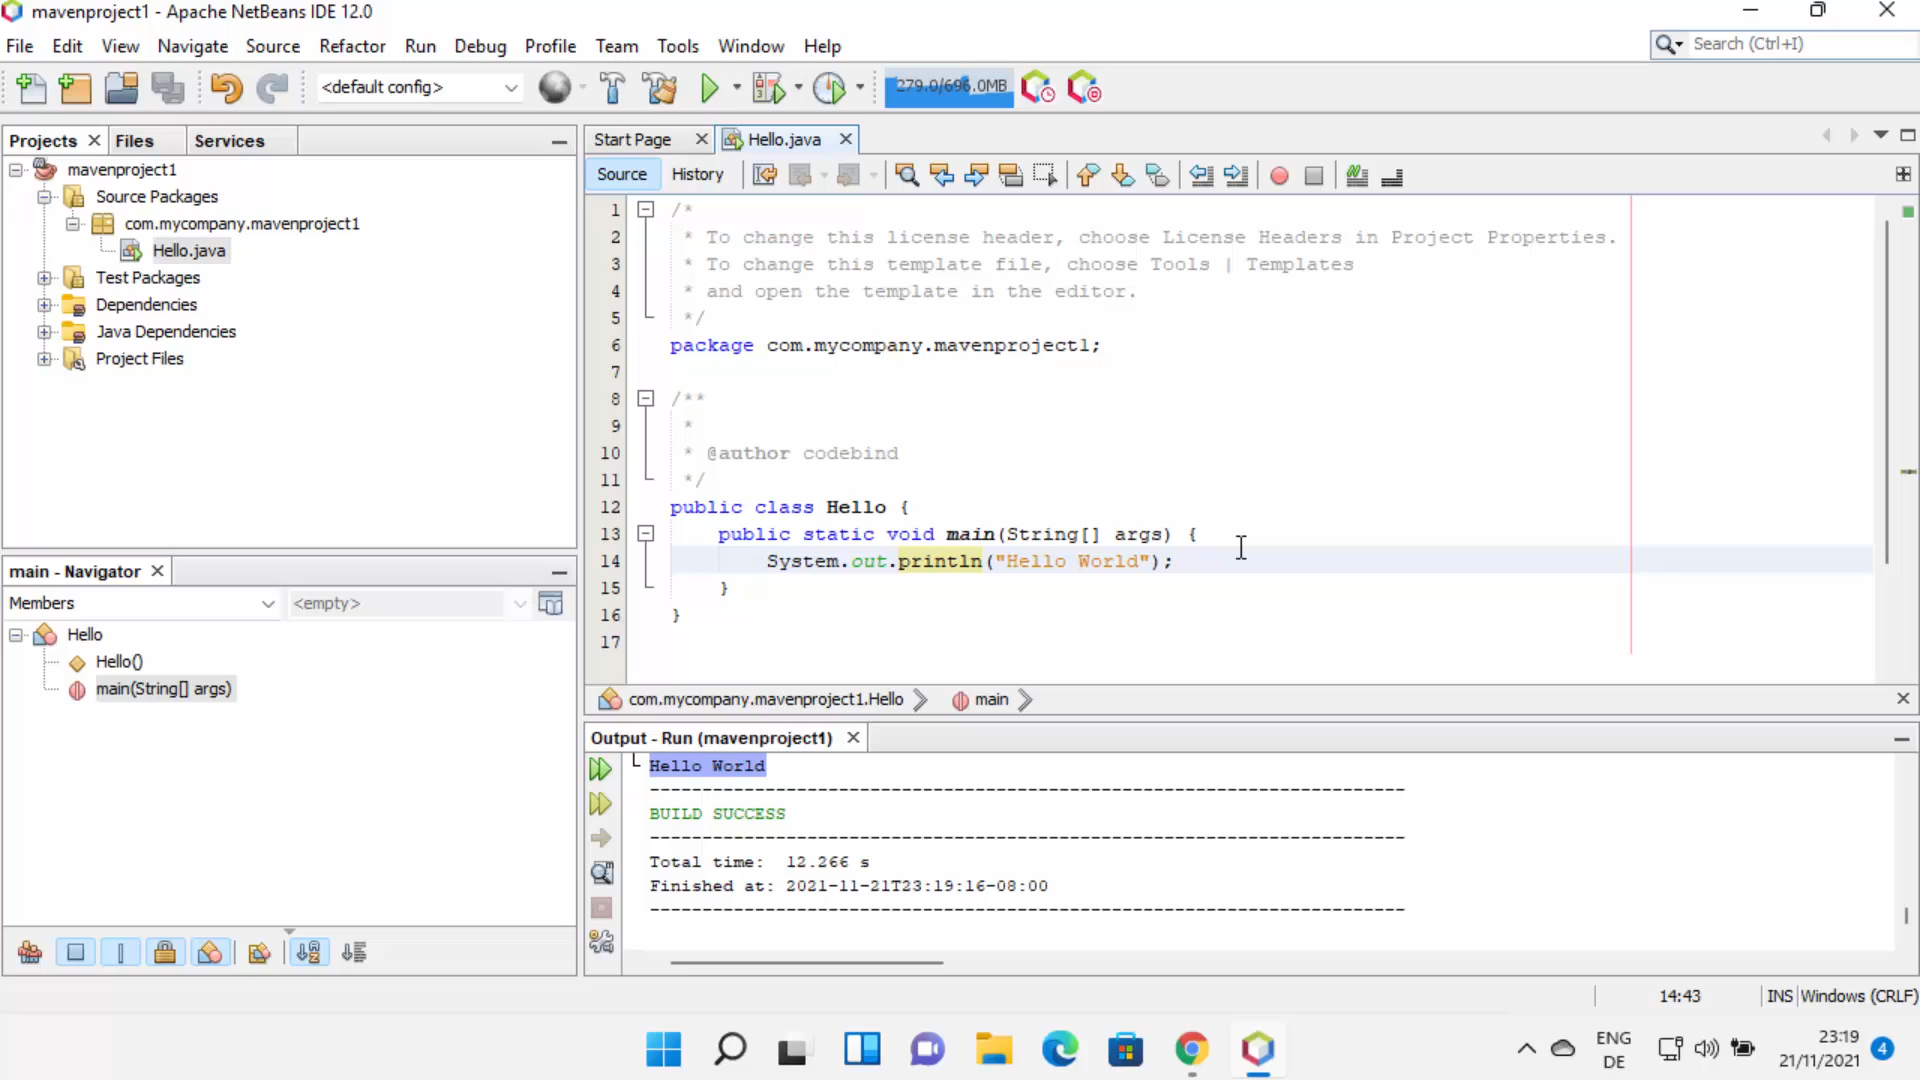 mavenproject1 - Apache NetBeans IDE 12.0
File Edit View Navigate Source Refactor Run Debug Profile Team Tools Window Help
Search (Ctrl+I)
<default config>
279.0/696.0MB
Projects Files Services
mavenproject1
Source Packages
com.mycompany.mavenproject1
Hello.java
Test Packages
Dependencies
Java Dependencies
Project Files
main - Navigator
Members <empty>
Hello
Hello()
main(String[] args)
Start Page Hello.java
Source History
1 /*
2 * To change this license header, choose License Headers in Project Properties.
3 * To change this template file, choose Tools | Templates
4 * and open the template in the editor.
5 */
6 package com.mycompany.mavenproject1;
7
8 /**
9 *
10 * @author codebind
11 */
12 public class Hello {
13 public static void main(String[] args) {
14 System.out.println("Hello World");
15 }
16 }
17
com.mycompany.mavenproject1.Hello main
Output - Run (mavenproject1)
Hello World
------------------------------------------------------------------------
BUILD SUCCESS
------------------------------------------------------------------------
Total time: 12.266 s
Finished at: 2021-11-21T23:19:16-08:00
------------------------------------------------------------------------
14:43 INS Windows (CRLF)
ENG
DE
23:19
21/11/2021
4